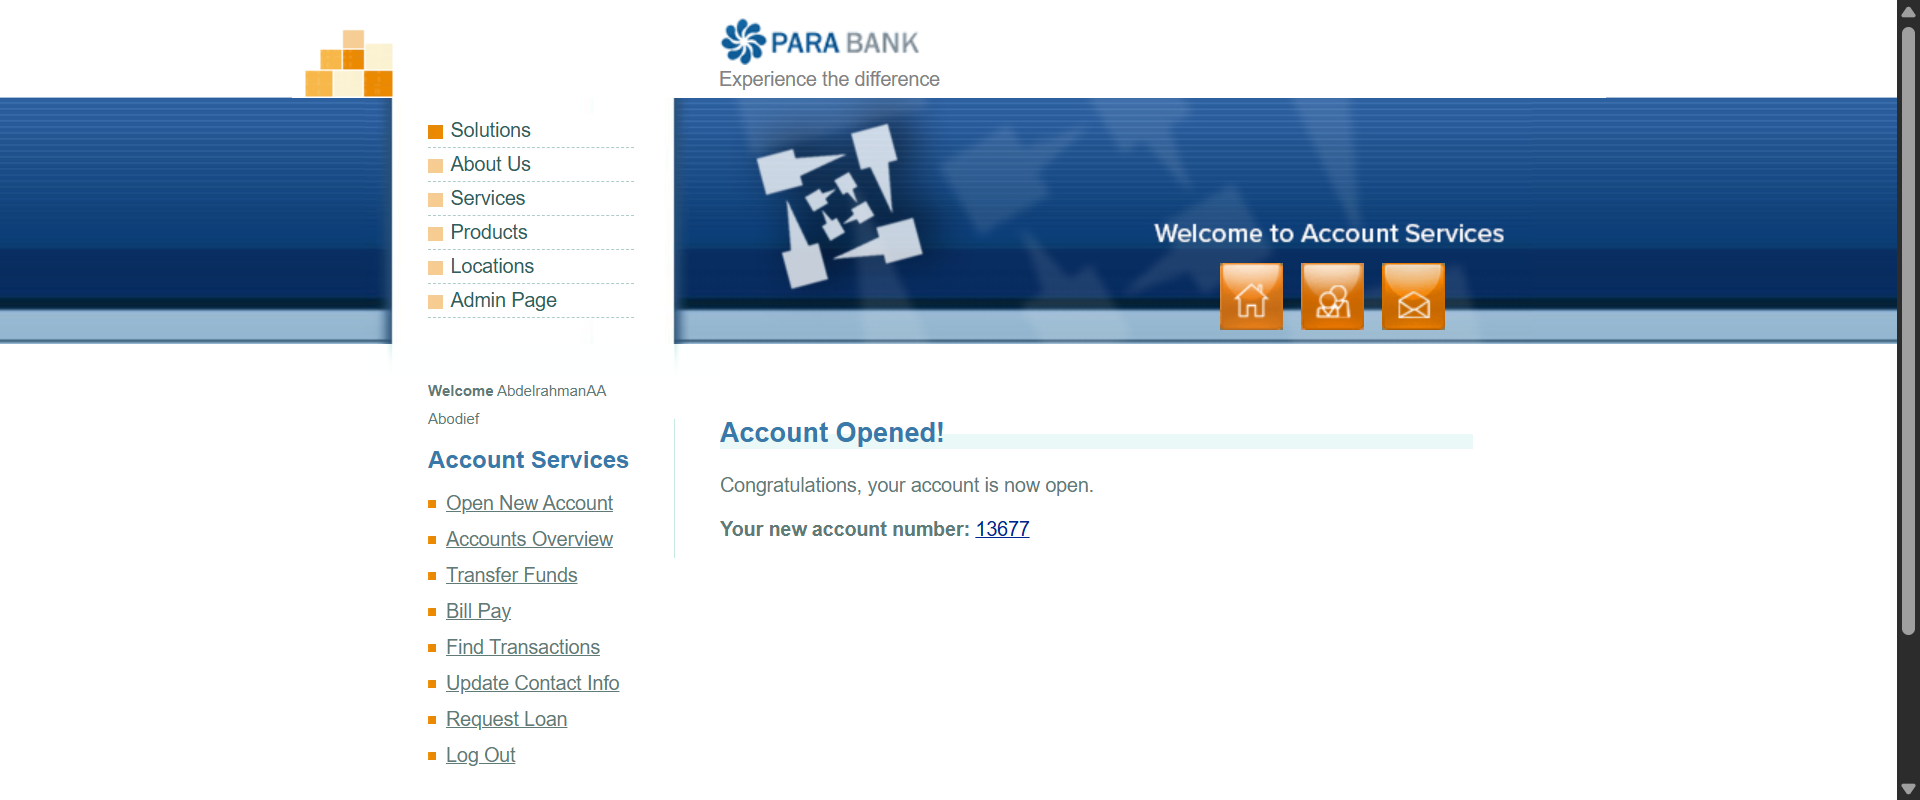 PARA BANK
Experience the difference
Solutions
About Us
Services
Products
Locations
Admin Page
Welcome to Account Services
Welcome AbdelrahmanAA
Abodief
Account Services
Open New Account
Accounts Overview
Transfer Funds
Bill Pay
Find Transactions
Update Contact Info
Request Loan
Log Out
Account Opened!
Congratulations, your account is now open.
Your new account number: 13677